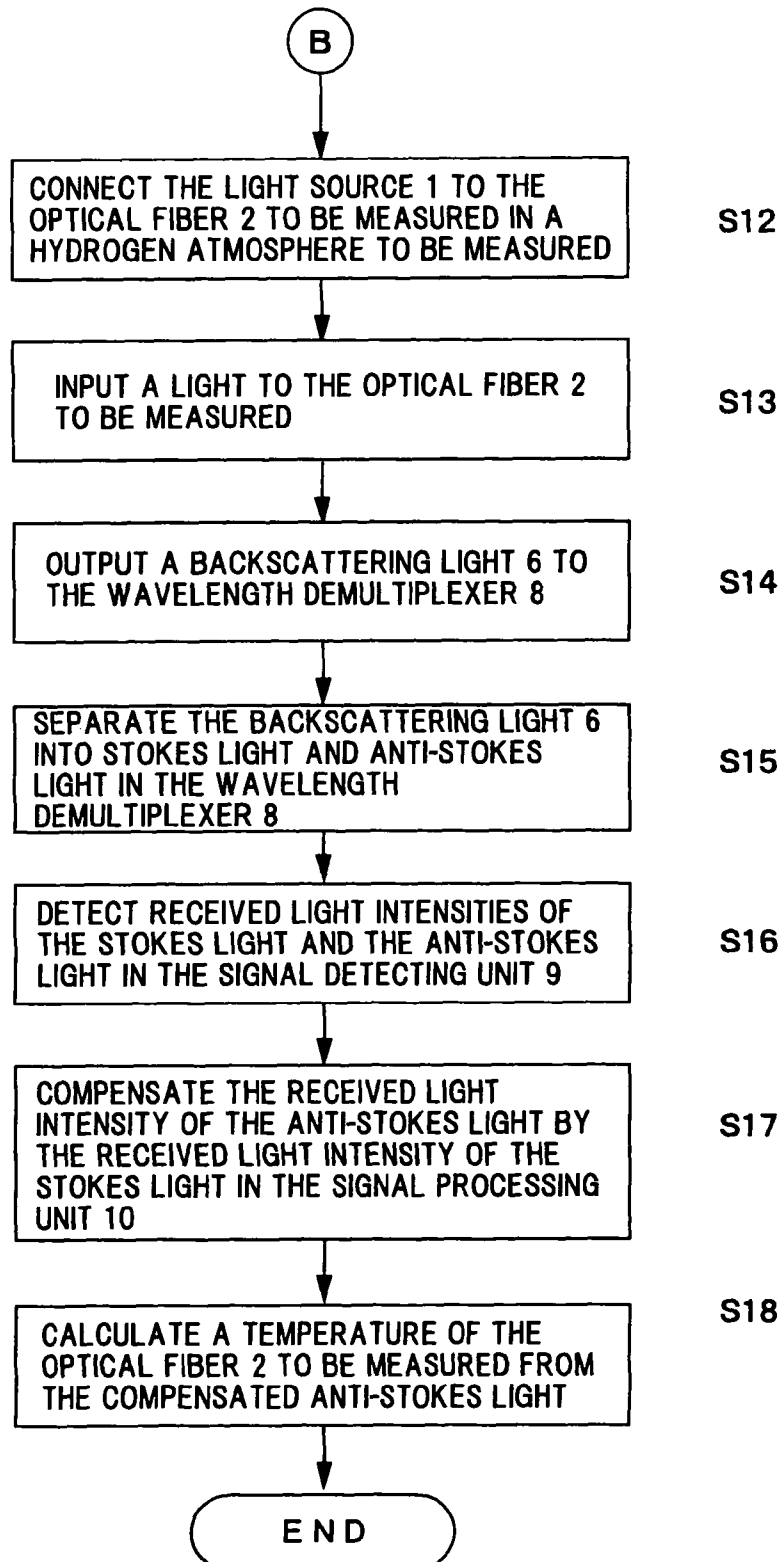 B
CONNECT THE LIGHT SOURCE 1 TO THE
OPTICAL FIBER 2 TO BE MEASURED IN A
HYDROGEN ATMOSPHERE TO BE MEASURED
S12
INPUT A LIGHT TO THE OPTICAL FIBER 2
TO BE MEASURED
S13
OUTPUT A BACKSCATTERING LIGHT 6 TO
THE WAVELENGTH DEMULTIPLEXER 8
S14
SEPARATE THE BACKSCATTERING LIGHT 6
INTO STOKES LIGHT AND ANTI-STOKES
LIGHT IN THE WAVELENGTH
DEMULTIPLEXER 8
S15
DETECT RECEIVED LIGHT INTENSITIES OF
THE STOKES LIGHT AND THE ANTI-STOKES
LIGHT IN THE SIGNAL DETECTING UNIT 9
S16
COMPENSATE THE RECEIVED LIGHT
INTENSITY OF THE ANTI-STOKES LIGHT BY
THE RECEIVED LIGHT INTENSITY OF THE
STOKES LIGHT IN THE SIGNAL PROCESSING
UNIT 10
S17
CALCULATE A TEMPERATURE OF THE
OPTICAL FIBER 2 TO BE MEASURED FROM
THE COMPENSATED ANTI-STOKES LIGHT
S18
END